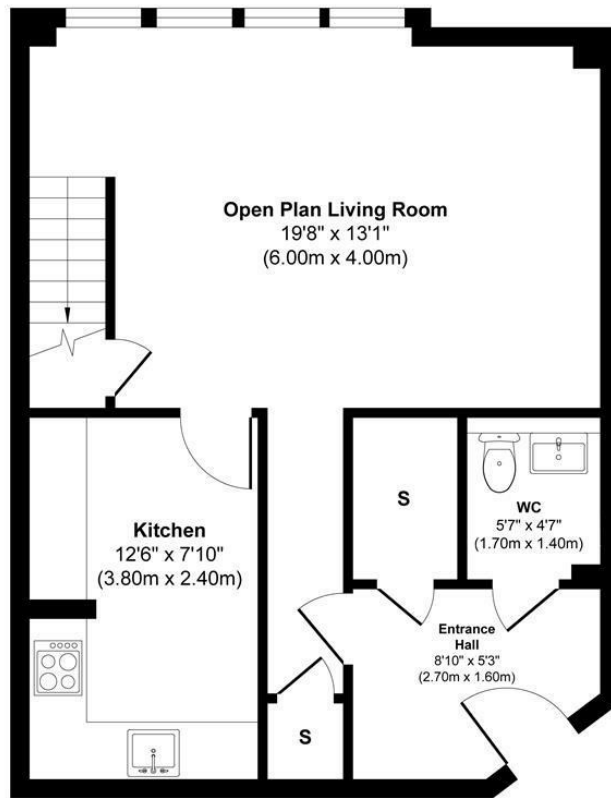 Open Plan Living Room
19'8" x 13'1"
(6.00m x 4.00m)
Kitchen
12'6" x 7'10"
(3.80m x 2.40m)
S
WC
5'7" x 4'7"
(1.70m x 1.40m)
Entrance
Hall
8'10" x 5'3"
(2.70m x 1.60m)
S